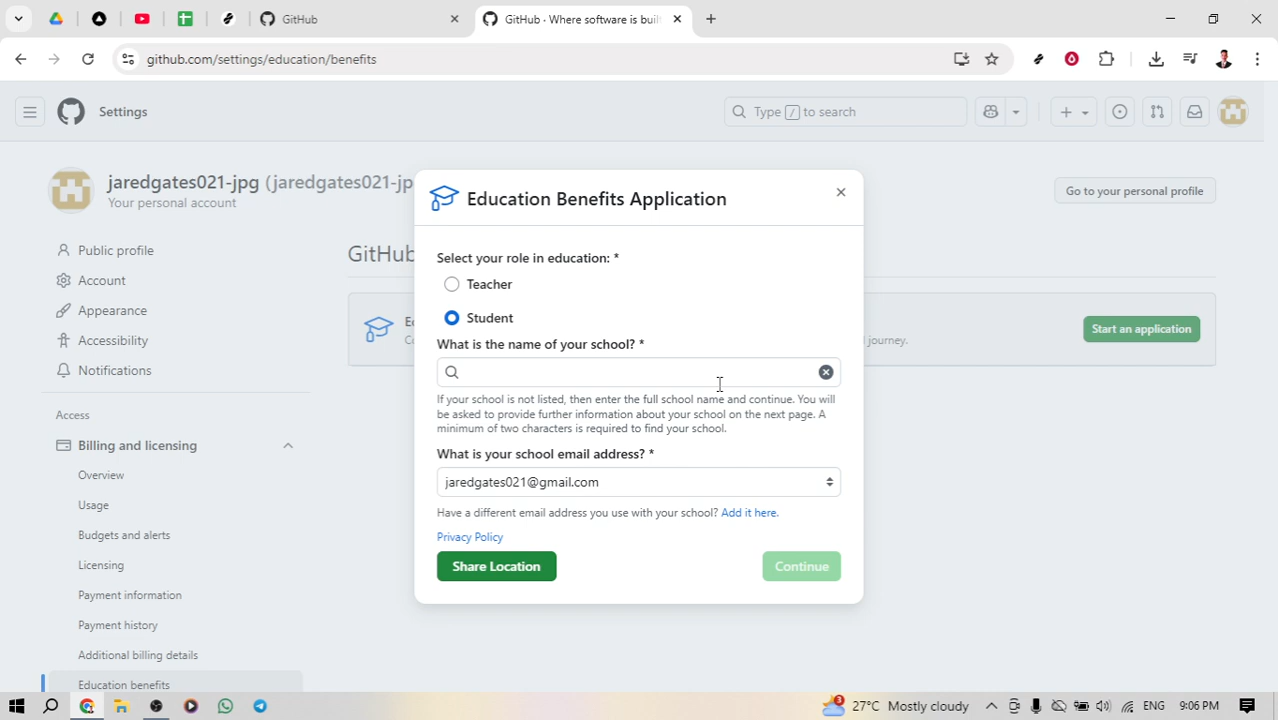 GitHub
GitHub · Where software is buil
github.com/settings/education/benefits
Settings
Type / to search
jaredgates021-jpg (jaredgates021-jp
Your personal account
Go to your personal profile
Public profile
Account
Appearance
Accessibility
Notifications
Access
Billing and licensing
Overview
Usage
Budgets and alerts
Licensing
Payment information
Payment history
Additional billing details
Education benefits
GitHub
journey.
Start an application
Education Benefits Application
Select your role in education: *
Teacher
Student
What is the name of your school? *
If your school is not listed, then enter the full school name and continue. You will
be asked to provide further information about your school on the next page. A
minimum of two characters is required to find your school.
What is your school email address? *
jaredgates021@gmail.com
Have a different email address you use with your school? Add it here.
Privacy Policy
Share Location
Continue
3
27°C Mostly cloudy
ENG
9:06 PM